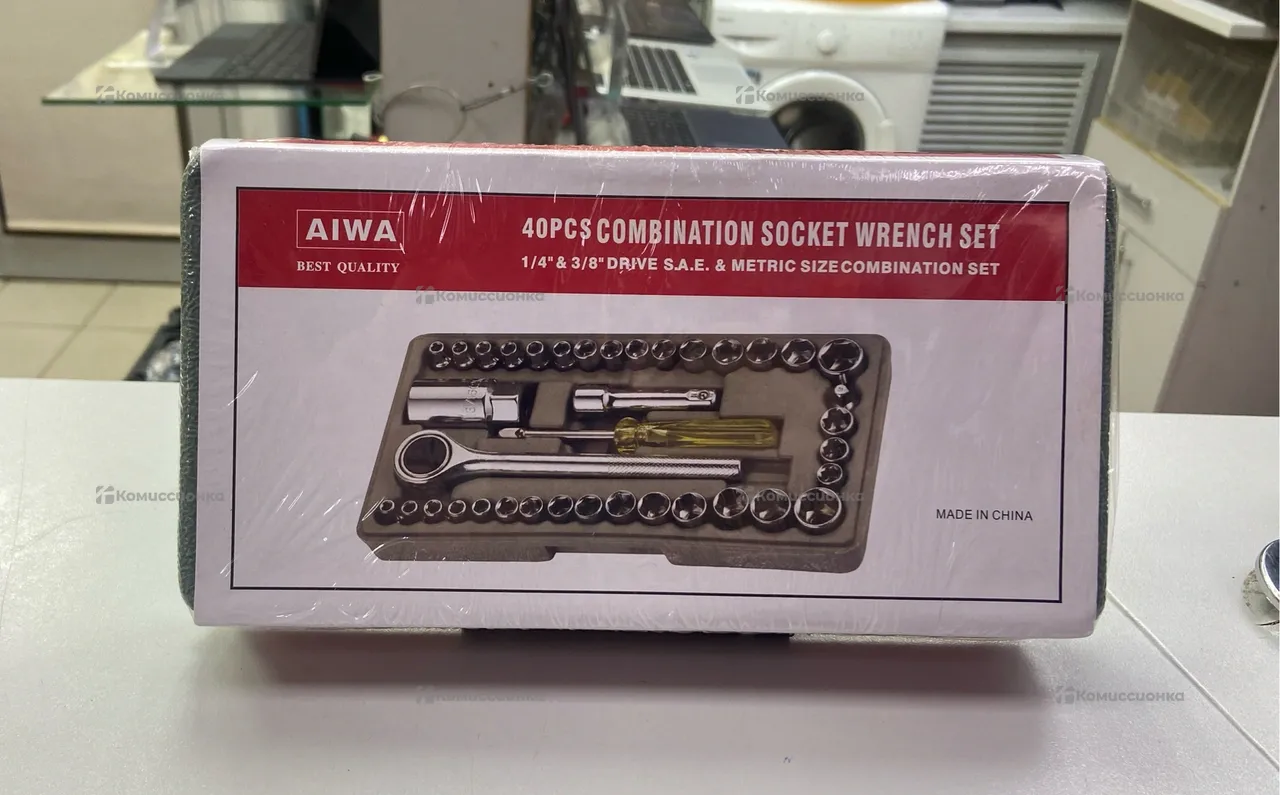 Комиссионка
Комиссионка
AIWA
BEST QUALITY
40PCS COMBINATION SOCKET WRENCH SET
1/4" & 3/8" DRIVE S.A.E. & METRIC SIZE COMBINATION SET
Комиссионка
Комиссионка
MADE IN CHINA
Комиссионка
Комиссионка
Комиссионка
Комиссионка